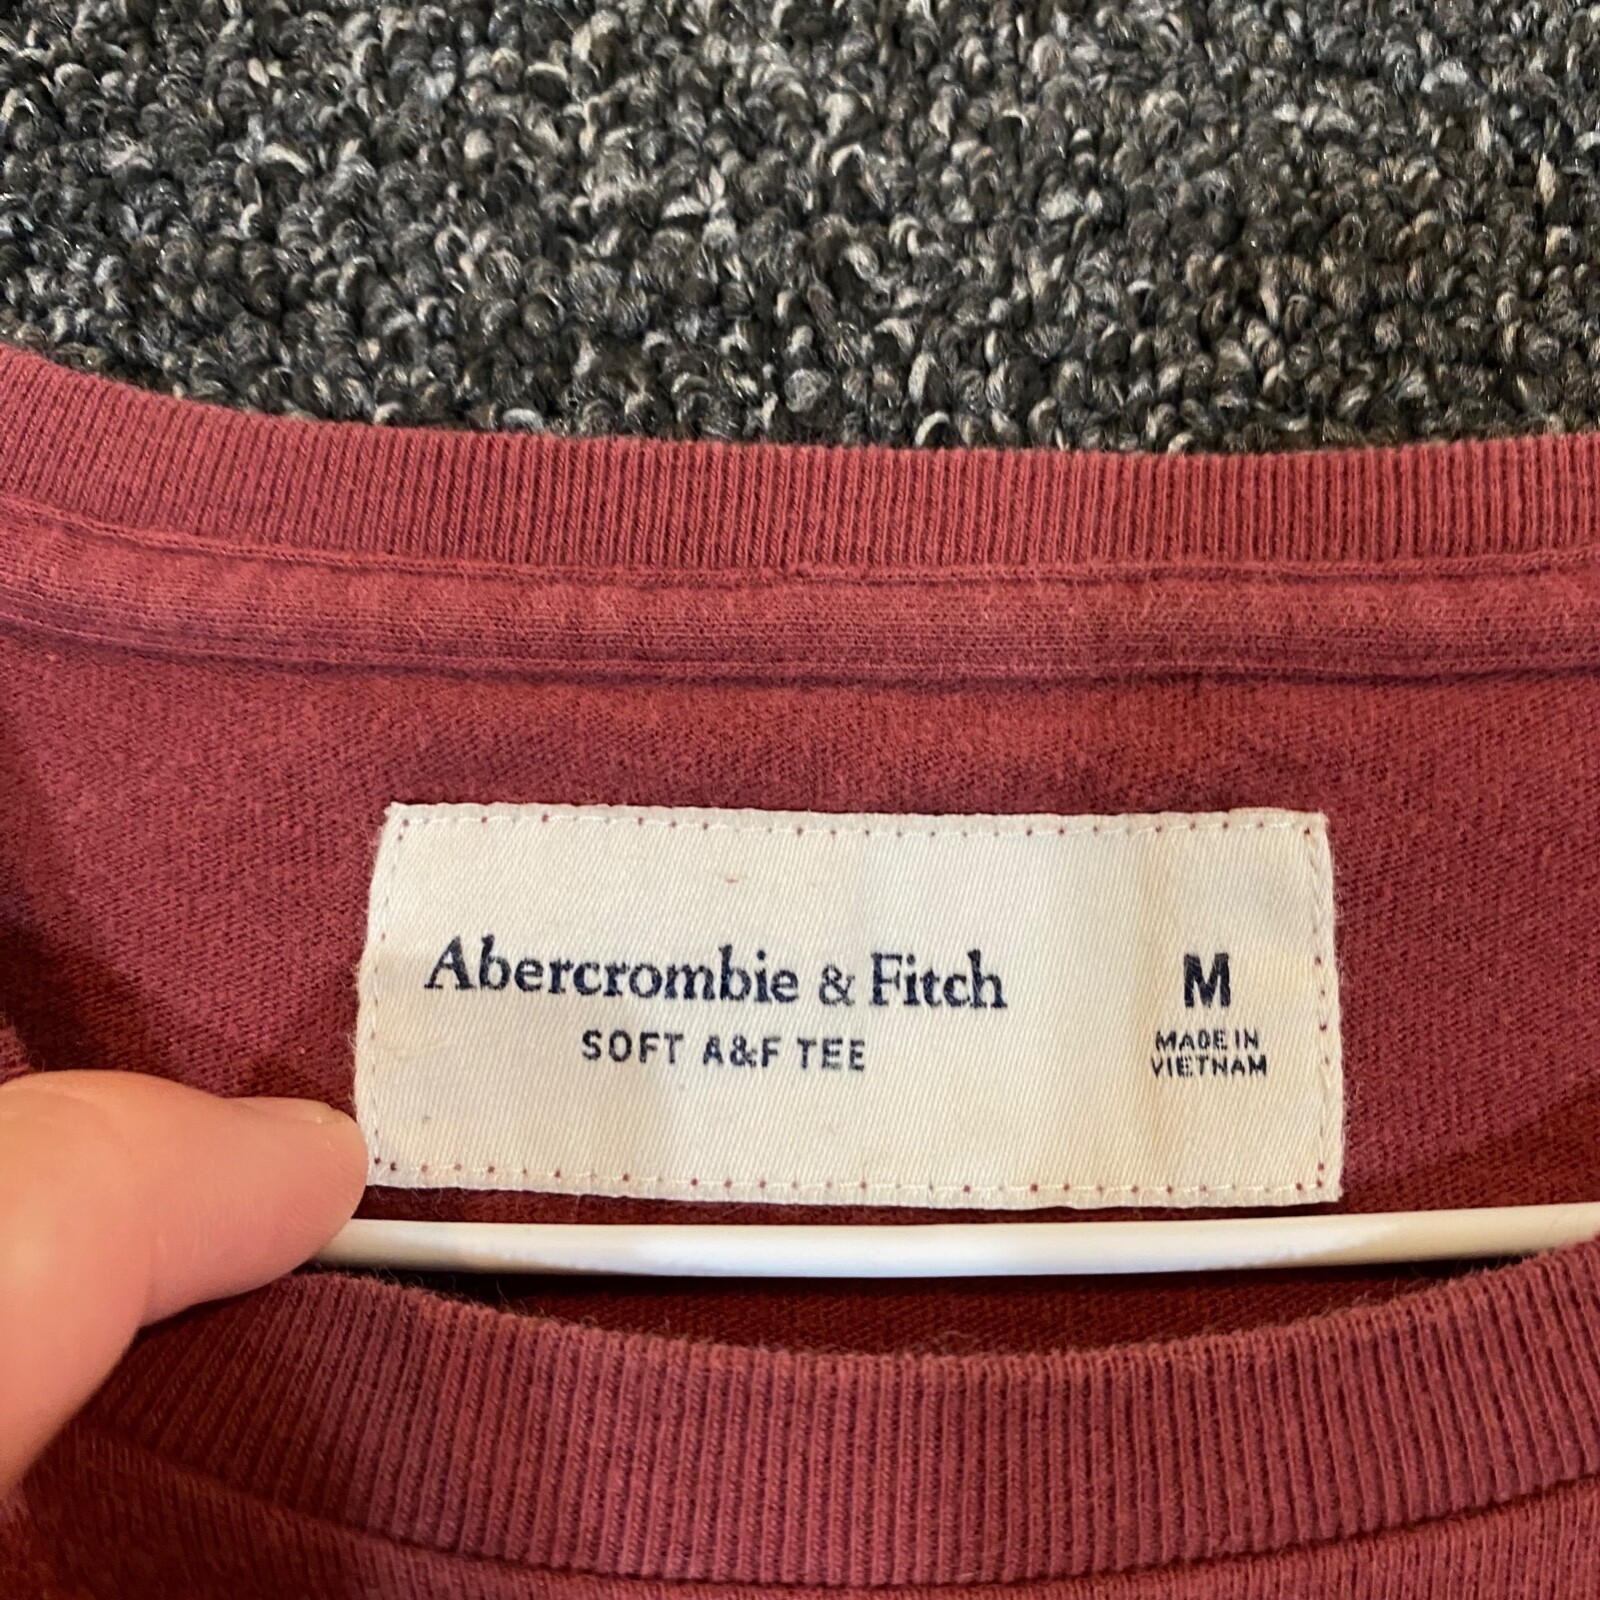 Abercrombie & Fitch
SOFT A&F TEE
M
MADE IN
VIETNAM